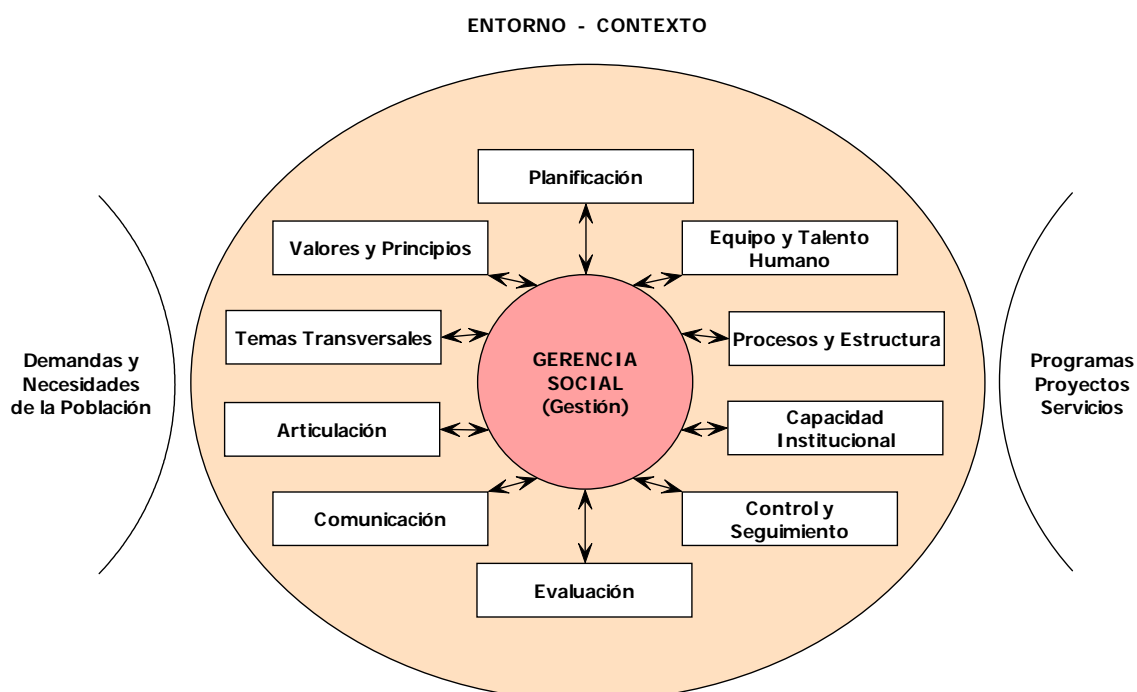 ENTORNO - CONTEXTO
Planificación
Valores y Principios
Equipo y Talento
Humano
Temas Transversales
Procesos y Estructura
Demandas y
Necesidades
de la Población
GERENCIA
SOCIAL
(Gestión)
Programas
Proyectos
Servicios
Articulación
Capacidad
Institucional
Comunicación
Control y
Seguimiento
Evaluación